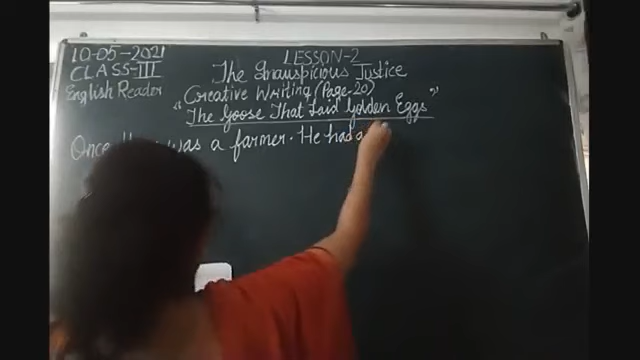 10-05-2021
CLASS-III
English Reader
LESSON-2
The Inauspicious Justice
Creative Writing (Page-20)
"The Goose That Laid Golden Eggs"
Once was a farmer. He had a